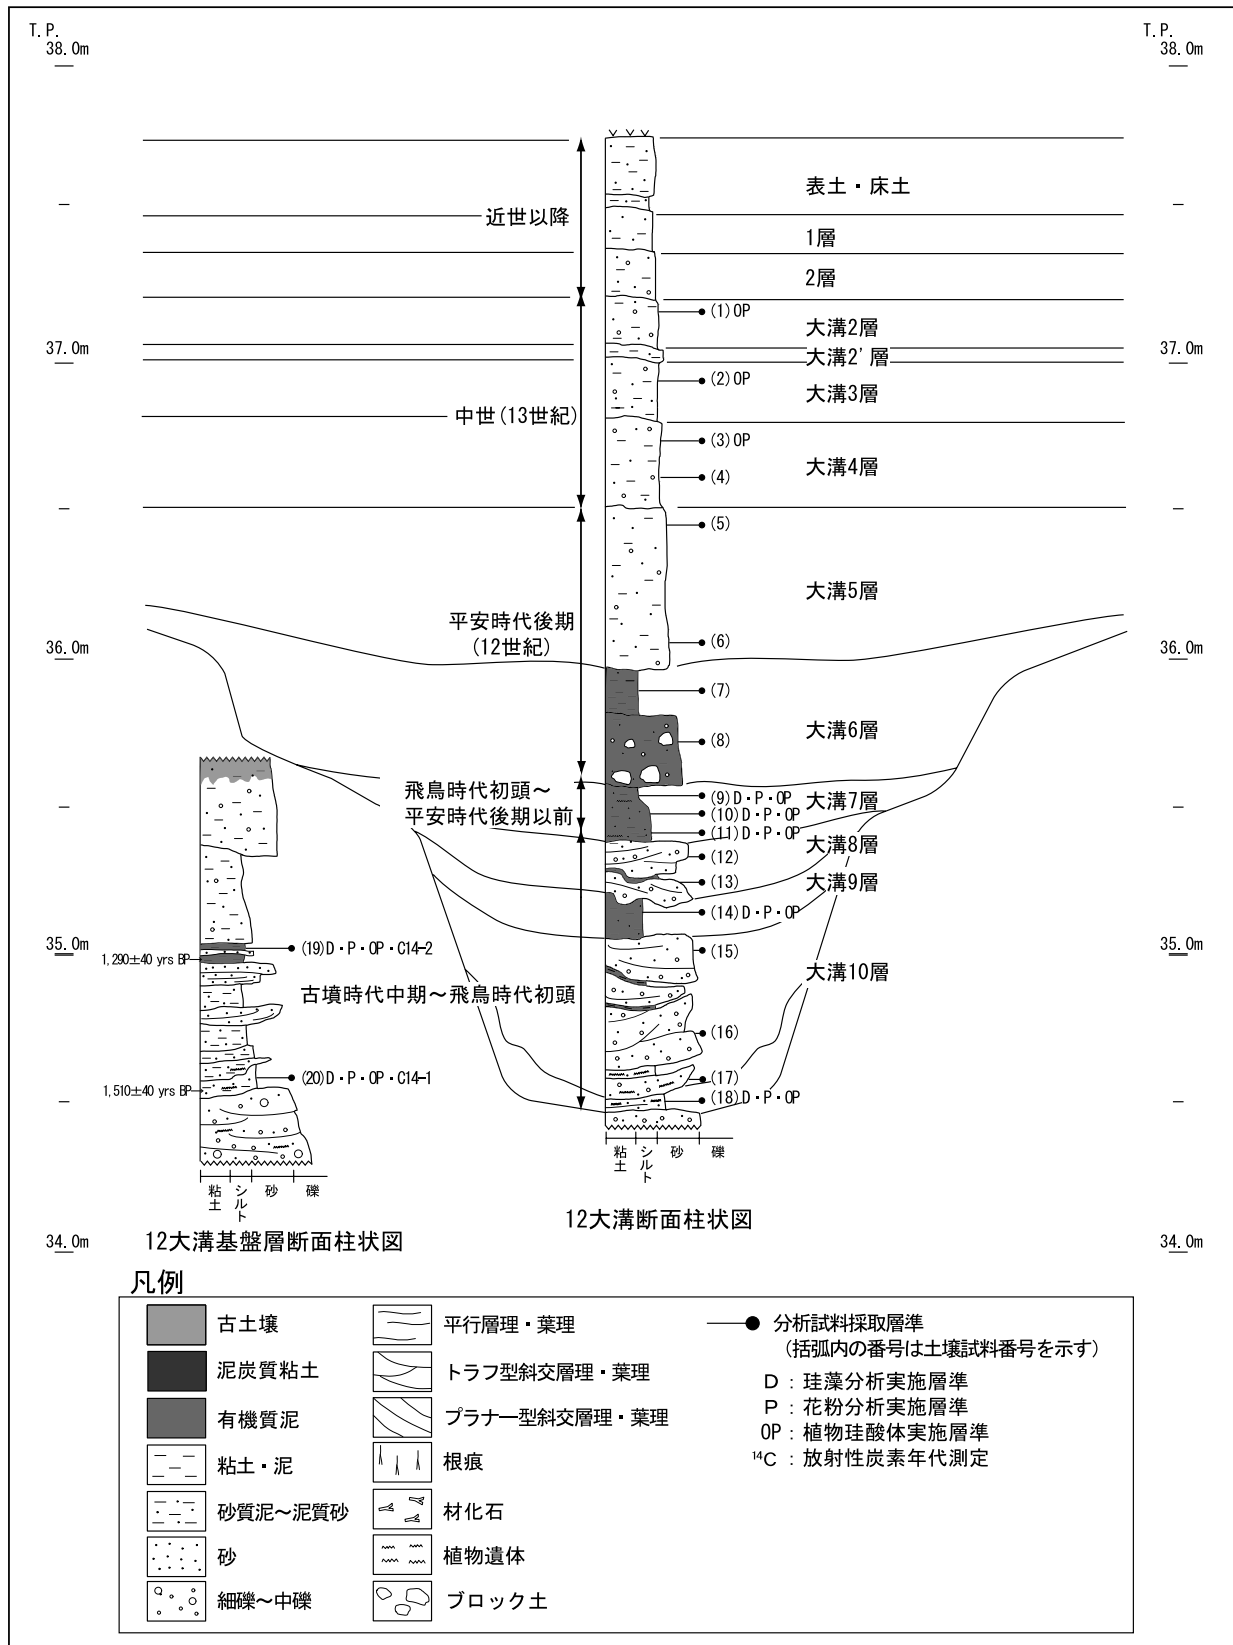 T.P.
38.0m
T.P.
38.0m
表土・床土
近世以降
1層
2層
(1)OP
大溝2層
37.0m
大溝2'層
37.0m
(2)OP
大溝3層
中世(13世紀)
(3)OP
大溝4層
(4)
(5)
大溝5層
平安時代後期
(12世紀)
(6)
36.0m
36.0m
(7)
大溝6層
(8)
飛鳥時代初頭～
平安時代後期以前
(9)D・P・OP
大溝7層
(10)D・P・OP
(11)D・P・OP
大溝8層
(12)
(13)
大溝9層
(14)D・P・OP
35.0m
(19)D・P・OP・C14-2
(15)
35.0m
1,290±40 yrs BP
大溝10層
古墳時代中期～飛鳥時代初頭
(16)
(20)D・P・OP・C14-1
(17)
1,510±40 yrs BP
(18)D・P・OP
粘土
シルト
砂
礫
粘土
シルト
砂
礫
12大溝断面柱状図
12大溝基盤層断面柱状図
34.0m
34.0m
凡例
古土壌
泥炭質粘土
有機質泥
粘土・泥
砂質泥～泥質砂
砂
細礫～中礫
平行層理・葉理
トラフ型斜交層理・葉理
プラナー型斜交層理・葉理
根痕
材化石
植物遺体
ブロック土
分析試料採取層準
(括弧内の番号は土壌試料番号を示す)
D：珪藻分析実施層準
P：花粉分析実施層準
OP：植物珪酸体実施層準
¹⁴C：放射性炭素年代測定